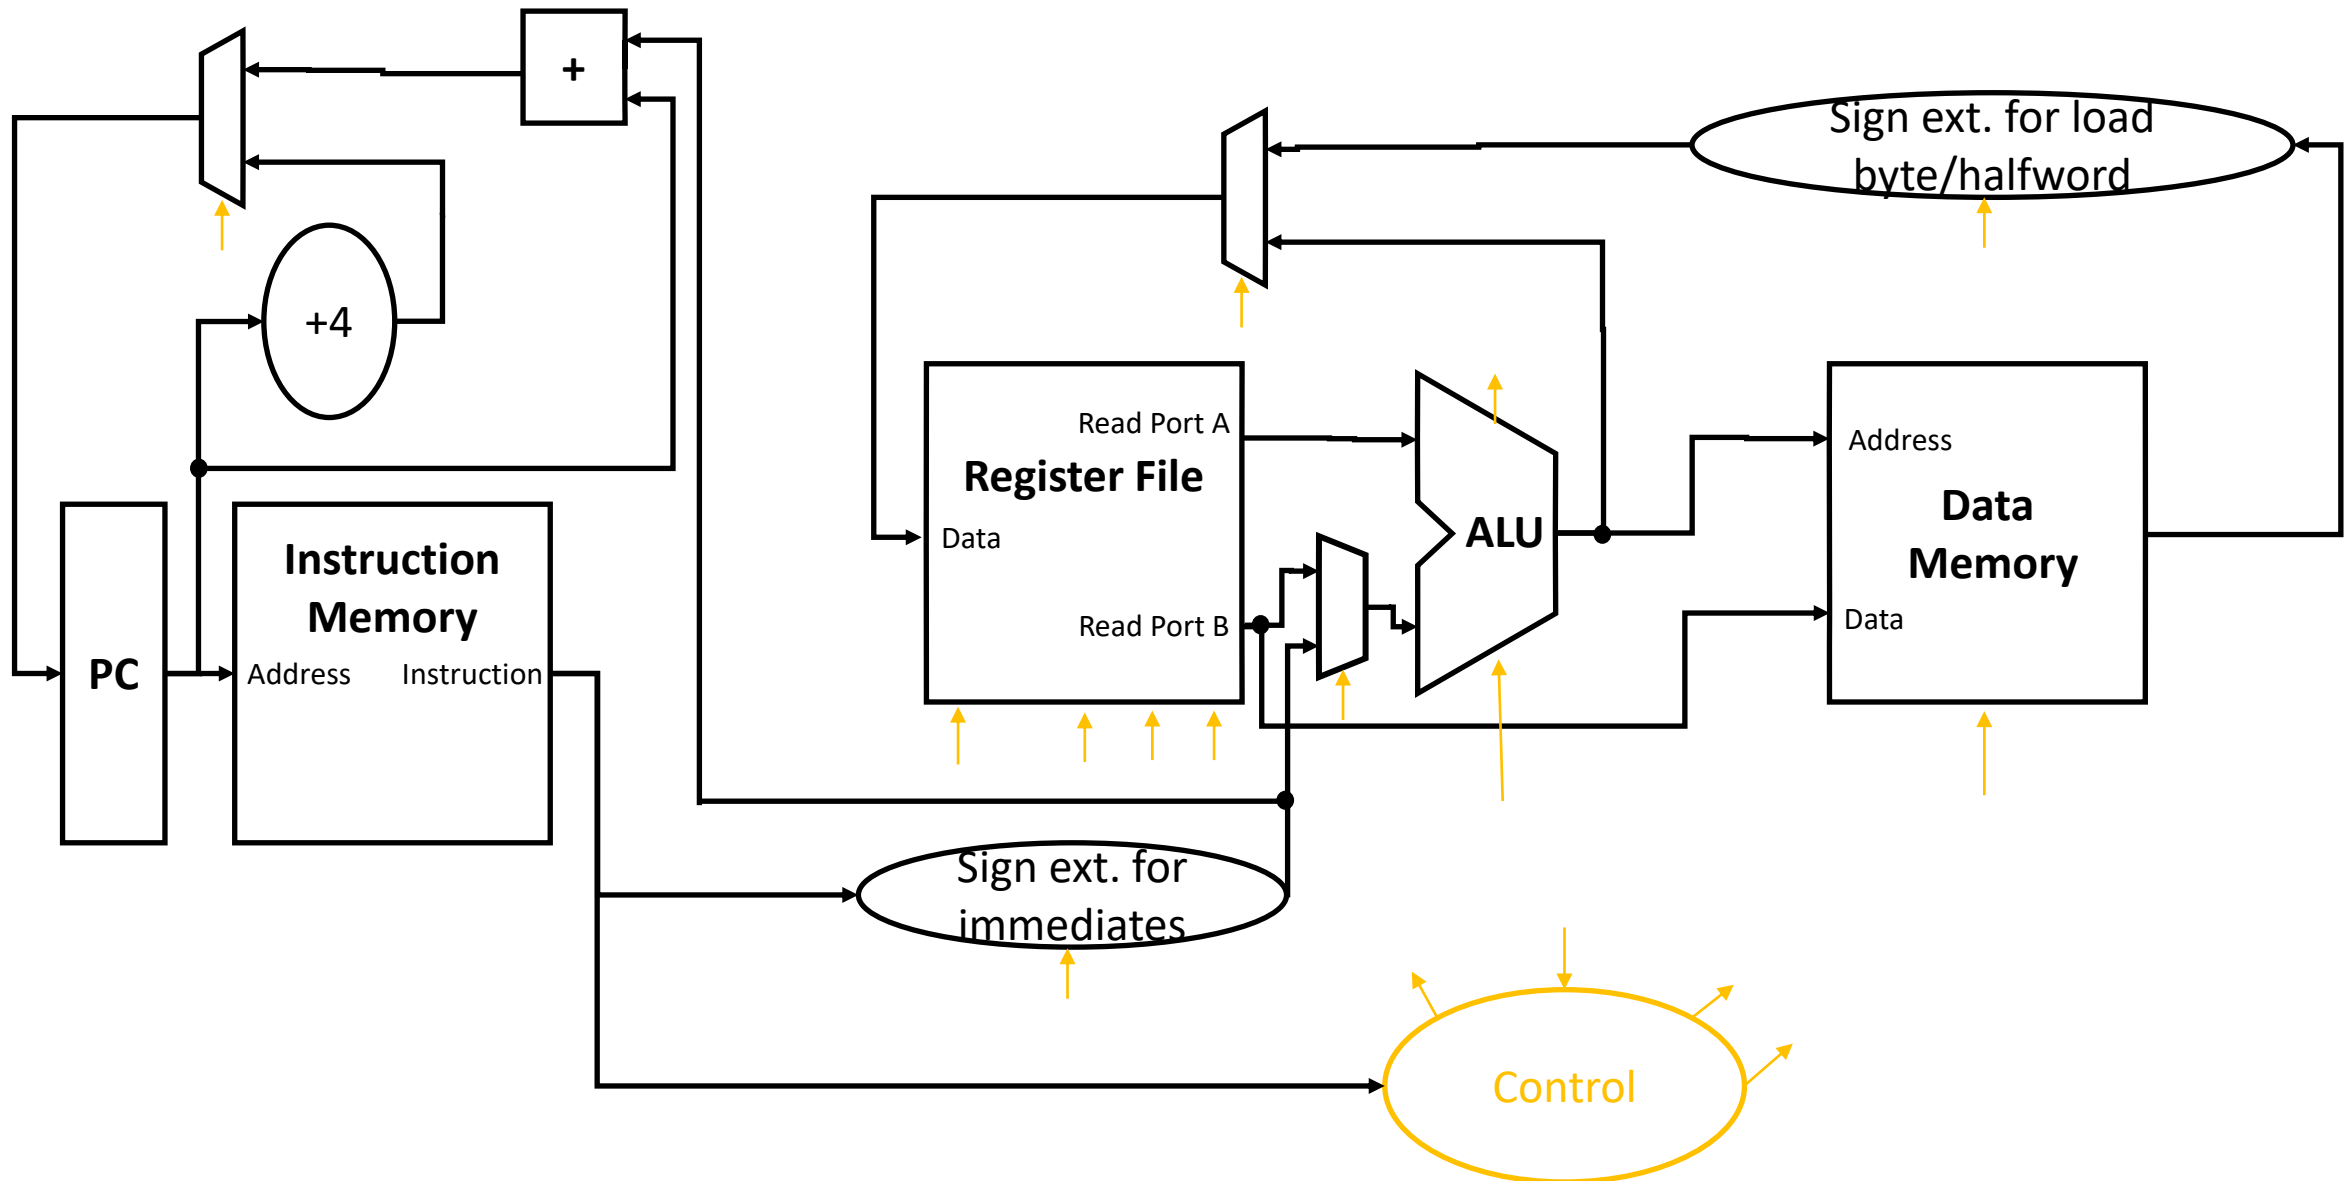 +
Sign ext. for load
byte/halfword
+4
Read Port A
Register File
Data
Read Port B
ALU
Address
Data
Memory
Data
Instruction
Memory
PC
Address
Instruction
Sign ext. for
immediates
Control